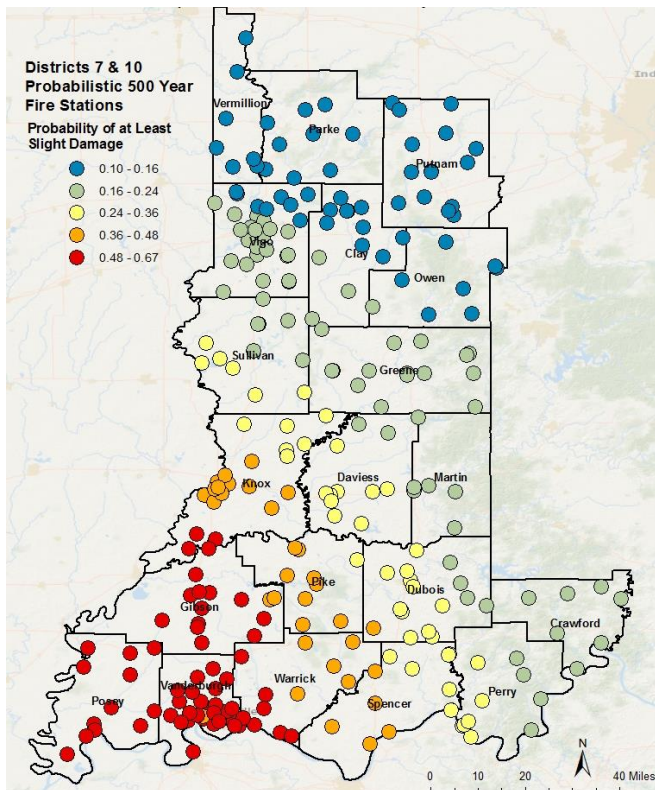 Districts 7 & 10
Probabilistic 500 Year
Fire Stations
Probability of at Least
Slight Damage
0.10 - 0.16
0.16 - 0.24
0.24 - 0.36
0.36 - 0.48
0.48 - 0.67
Ind
Vermillion
Parke
Putnam
Vigo
Clay
Owen
Sullivan
Greene
Knox
Daviess
Martin
Pike
Dubois
Gibson
Crawford
Warrick
Vanderburgh
Posey
Spencer
Perry
N
0 10 20 40 Miles